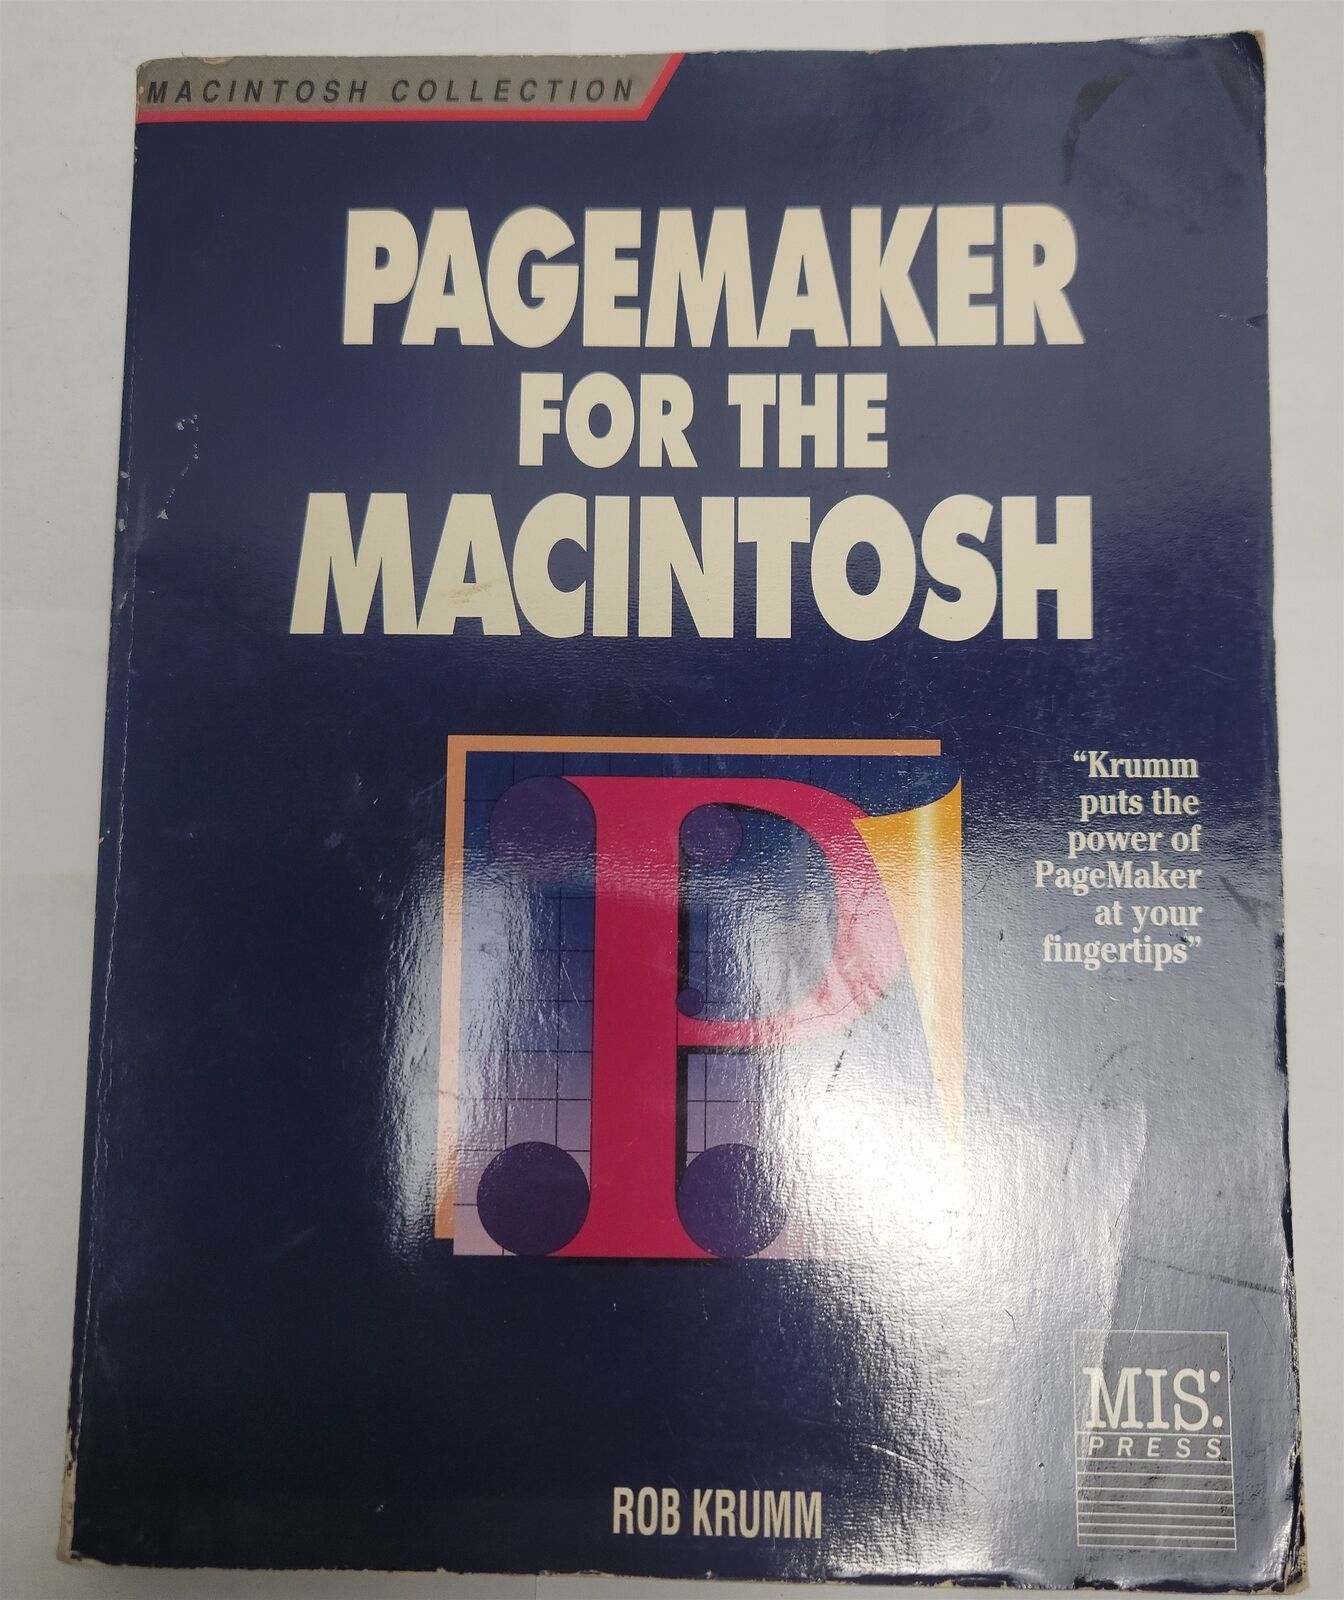 MACINTOSH COLLECTION
PAGEMAKER
FOR THE
MACINTOSH
“Krumm
puts the
power of
PageMaker
at your
fingertips”
P
MIS:
PRESS
ROB KRUMM